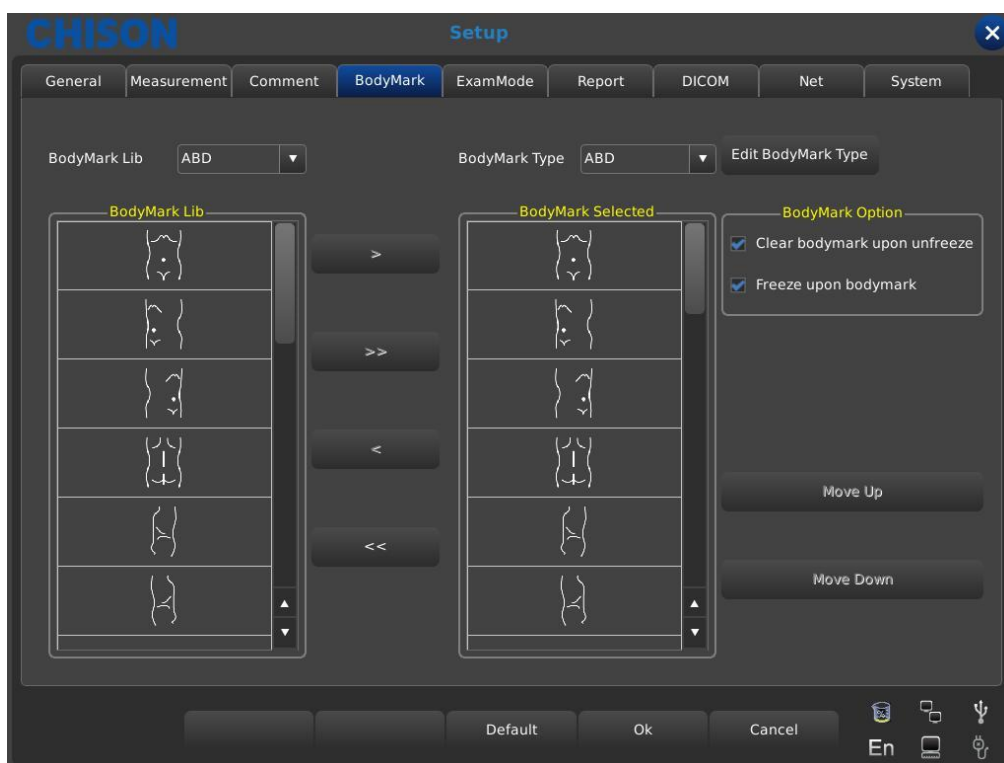 CHISON
Setup
General Measurement Comment BodyMark ExamMode Report DICOM Net System
BodyMark Lib ABD BodyMark Type ABD Edit BodyMark Type
BodyMark Lib
BodyMark Selected
BodyMark Option
Clear bodymark upon unfreeze
Freeze upon bodymark
>
>>
<
<<
Move Up
Move Down
Default Ok Cancel
En